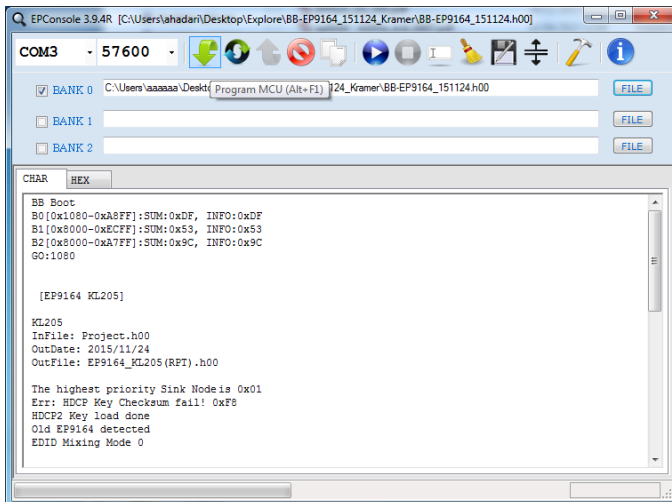 EPConsole 3.9.4R [C:\Users\ahadari\Desktop\Explore\BB-EP9164_151124_Kramer\BB-EP9164_151124.h00]
COM3 57600
BANK 0 C:\Users\aaaaaa\Deskto 124_Kramer\BB-EP9164_151124.h00 FILE
Program MCU (Alt+F1)
BANK 1 FILE
BANK 2 FILE
CHAR HEX
BB Boot
B0[0x1080-0xA8FF]:SUM:0xDF, INFO:0xDF
B1[0x8000-0xECFF]:SUM:0x53, INFO:0x53
B2[0x8000-0xA7FF]:SUM:0x9C, INFO:0x9C
GO:1080
[EP9164 KL205]
KL205
InFile: Project.h00
OutDate: 2015/11/24
OutFile: EP9164_KL205(RPT).h00
The highest priority Sink Node is 0x01
Err: HDCP Key Checksum fail! 0xF8
HDCP2 Key load done
Old EP9164 detected
EDID Mixing Mode 0